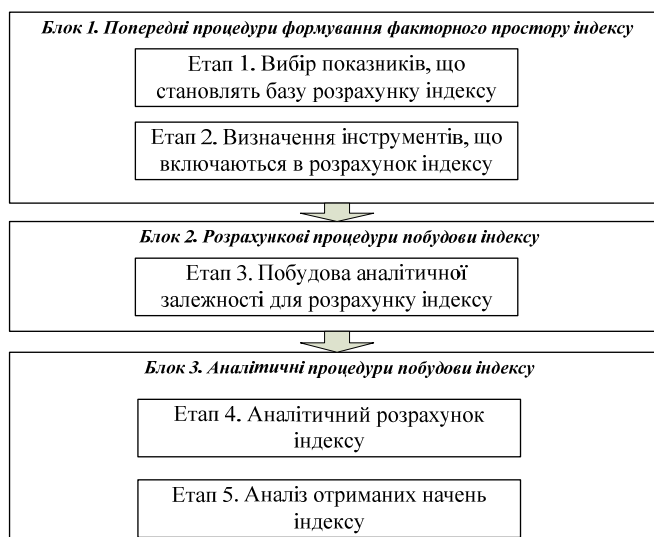 Блок 1. Попередні процедури формування факторного простору індексу
Етап 1. Вибір показників, що
становлять базу розрахунку індексу
Етап 2. Визначення інструментів, що
включаються в розрахунок індексу
Блок 2. Розрахункові процедури побудови індексу
Етап 3. Побудова аналітичної
залежності для розрахунку індексу
Блок 3. Аналітичні процедури побудови індексу
Етап 4. Аналітичний розрахунок
індексу
Етап 5. Аналіз отриманих начень
індексу